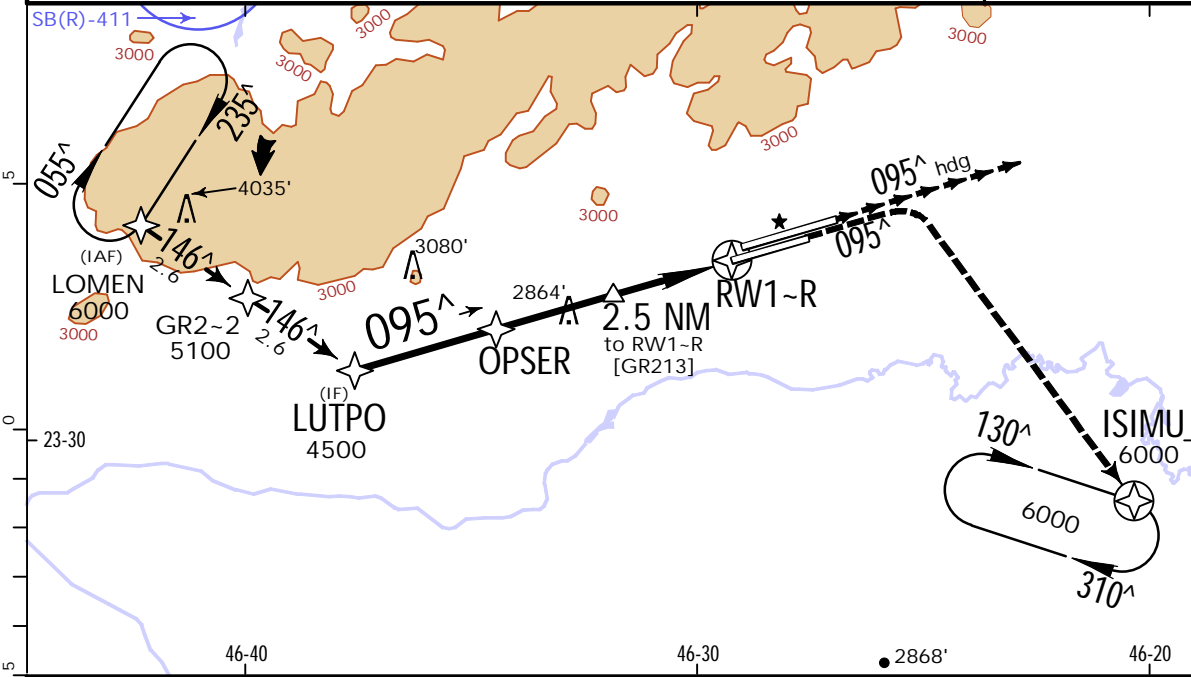 SB(R)-411
3000
3000
3000
3000
055^
235^
4035'
5
(IAF)
LOMEN
6000
3000
146^
2.6
GR2~2
5100
146^
2.6
3000
3080'
2864'
095^
OPSER
2.5 NM
to RW1~R
[GR213]
RW1~R
3000
3000
095^ hdg
095^
(IF)
LUTPO
4500
0
23-30
130^
6000
310^
ISIMU
6000
5
46-40
46-30
46-20
2868'